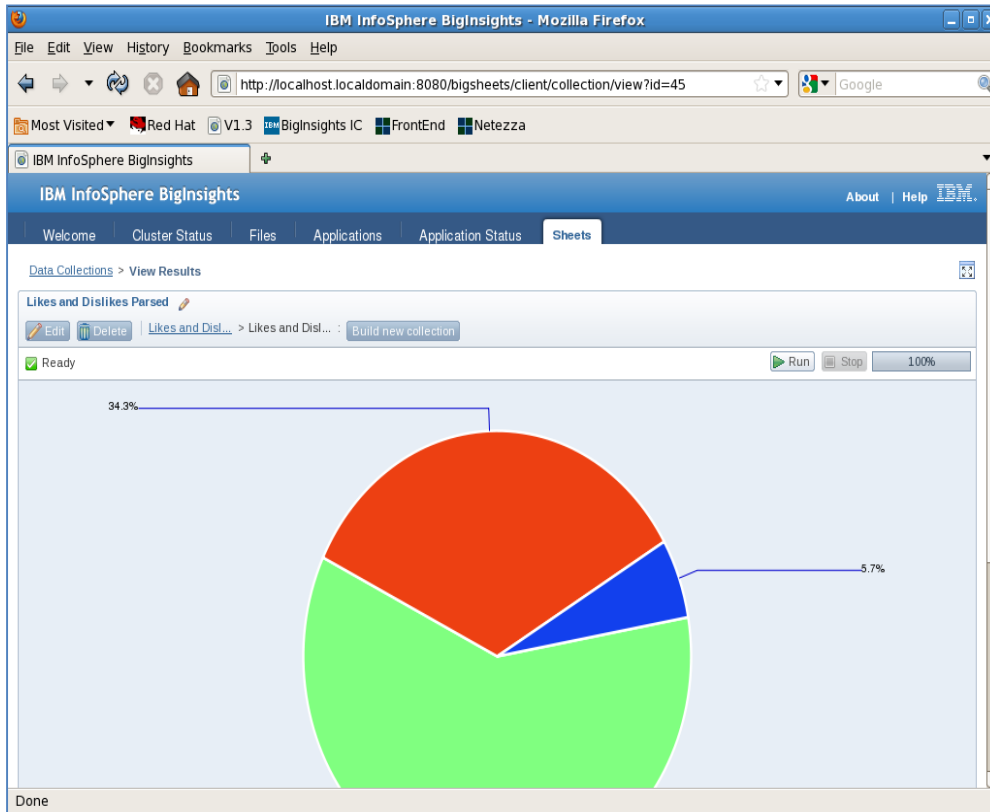 IBM InfoSphere BigInsights - Mozilla Firefox
File Edit View History Bookmarks Tools Help
http://localhost.localdomain:8080/bigsheets/client/collection/view?id=45 Google
Most Visited Red Hat V1.3 IBM BigInsights IC FrontEnd Netezza
IBM InfoSphere BigInsights
IBM InfoSphere BigInsights About | Help IBM.
Welcome Cluster Status Files Applications Application Status Sheets
Data Collections > View Results
Likes and Dislikes Parsed
Edit Delete Likes and Disl... > Likes and Disl... : Build new collection
Ready Run Stop 100%
34.3%
5.7%
Done